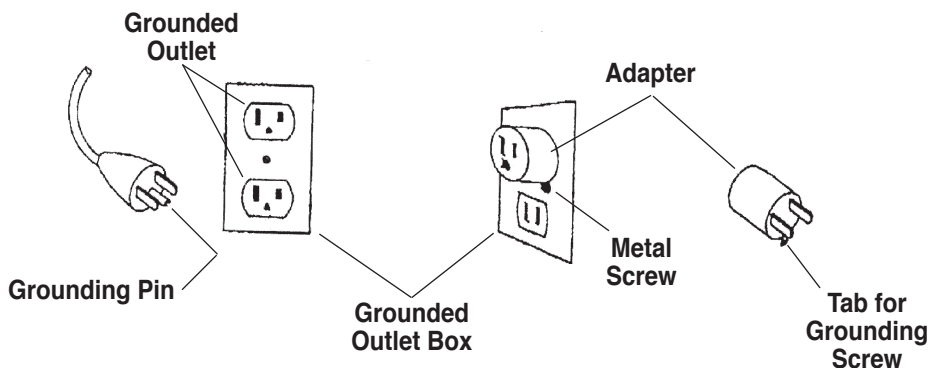 Grounded
Outlet
Adapter
Grounding Pin
Metal
Screw
Grounded
Outlet Box
Tab for
Grounding
Screw